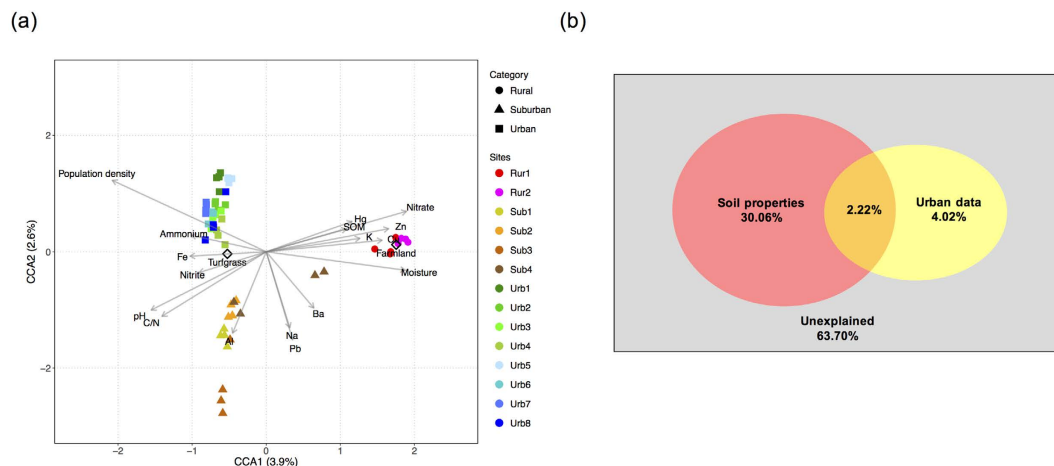 (a)
(b)
Population density
Ammonium
Fe
Nitrite
pH
C/N
Turfgrass
Al
Na
Pb
Ba
Hg
SOM
K
Nitrate
Zn
Farmland
Moisture
2
0
-2
-2
-1
0
1
2
CCA1 (3.9%)
CCA2 (2.6%)
Category
Rural
Suburban
Urban
Sites
Rur1
Rur2
Sub1
Sub2
Sub3
Sub4
Urb1
Urb2
Urb3
Urb4
Urb5
Urb6
Urb7
Urb8
Soil properties
30.06%
2.22%
Urban data
4.02%
Unexplained
63.70%